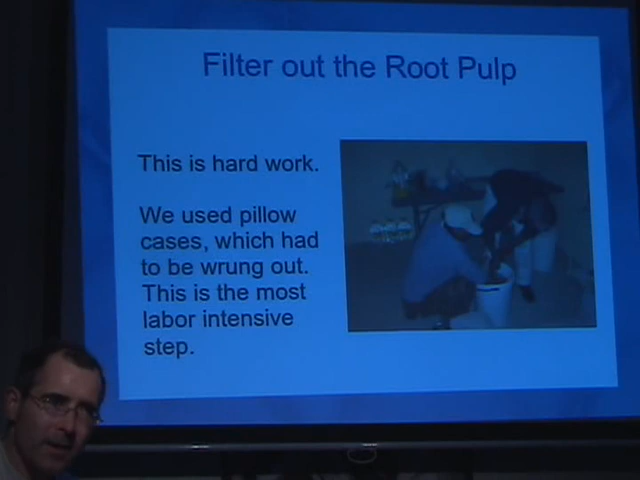 Filter out the Root Pulp
This is hard work.
We used pillow
cases, which had
to be wrung out.
This is the most
labor intensive
step.